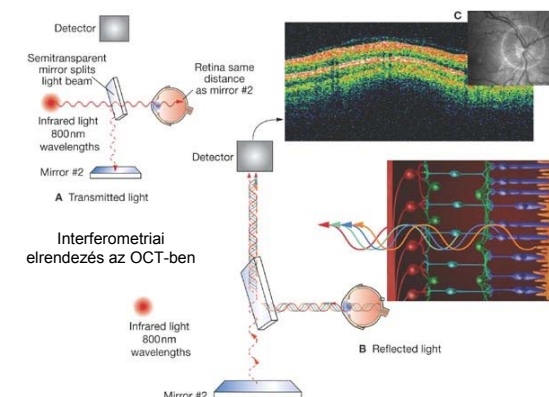 Detector
Semitransparent
mirror splits
light beam
Retina same
distance
as mirror #2
Infrared light
800nm
wavelengths
Mirror #2
A Transmitted light
C
Detector
Interferometriai
elrendezés az OCT-ben
Infrared light
800nm
wavelengths
B Reflected light
Mirror #2